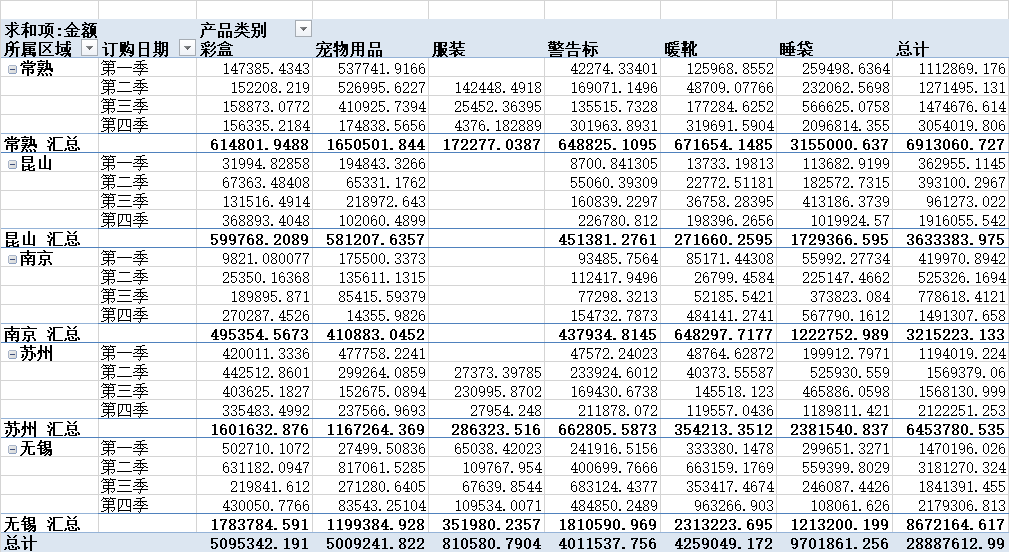 求和项:金额 产品类别
所属区域 订购日期 彩盒 宠物用品 服装 警告标 暖靴 睡袋 总计
常熟 第一季 147385.4343 537741.9166 42274.33401 125968.8552 259498.6364 1112869.176
第二季 152208.219 526995.6227 142448.4918 169071.1496 48709.07766 232062.5698 1271495.131
第三季 158873.0772 410925.7394 25452.36395 135515.7328 177284.6252 566625.0758 1474676.614
第四季 156335.2184 174838.5656 4376.182889 301963.8931 319691.5904 2096814.355 3054019.806
常熟 汇总 614801.9488 1650501.844 172277.0387 648825.1095 671654.1485 3155000.637 6913060.727
昆山 第一季 31994.82858 194843.3266 8700.841305 13733.19813 113682.9199 362955.1145
第二季 67363.48408 65331.1762 55060.39309 22772.51181 182572.7315 393100.2967
第三季 131516.4914 218972.643 160839.2297 36758.28395 413186.3739 961273.022
第四季 368893.4048 102060.4899 226780.812 198396.2656 1019924.57 1916055.542
昆山 汇总 599768.2089 581207.6357 451381.2761 271660.2595 1729366.595 3633383.975
南京 第一季 9821.080077 175500.3373 93485.7564 85171.44308 55992.27734 419970.8942
第二季 25350.16368 135611.1315 112417.9496 26799.4584 225147.4662 525326.1694
第三季 189895.871 85415.59379 77298.3213 52185.5421 373823.084 778618.4121
第四季 270287.4526 14355.9826 154732.7873 484141.2741 567790.1612 1491307.658
南京 汇总 495354.5673 410883.0452 437934.8145 648297.7177 1222752.989 3215223.133
苏州 第一季 420011.3336 477758.2241 47572.24023 48764.62872 199912.7971 1194019.224
第二季 442512.8601 299264.0859 27373.39785 233924.6012 40373.55587 525930.559 1569379.06
第三季 403625.1827 152675.0894 230995.8702 169430.6738 145518.123 465886.0598 1568130.999
第四季 335483.4992 237566.9693 27954.248 211878.072 119557.0436 1189811.421 2122251.253
苏州 汇总 1601632.876 1167264.369 286323.516 662805.5873 354213.3512 2381540.837 6453780.535
无锡 第一季 502710.1072 27499.50836 65038.42023 241916.5156 333380.1478 299651.3271 1470196.026
第二季 631182.0947 817061.5285 109767.954 400699.7666 663159.1769 559399.8029 3181270.324
第三季 219841.612 271280.6405 67639.8544 683124.4377 353417.4674 246087.4426 1841391.455
第四季 430050.7766 83543.25104 109534.0071 484850.2489 963266.903 108061.626 2179306.813
无锡 汇总 1783784.591 1199384.928 351980.2357 1810590.969 2313223.695 1213200.199 8672164.617
总计 5095342.191 5009241.822 810580.7904 4011537.756 4259049.172 9701861.256 28887612.99